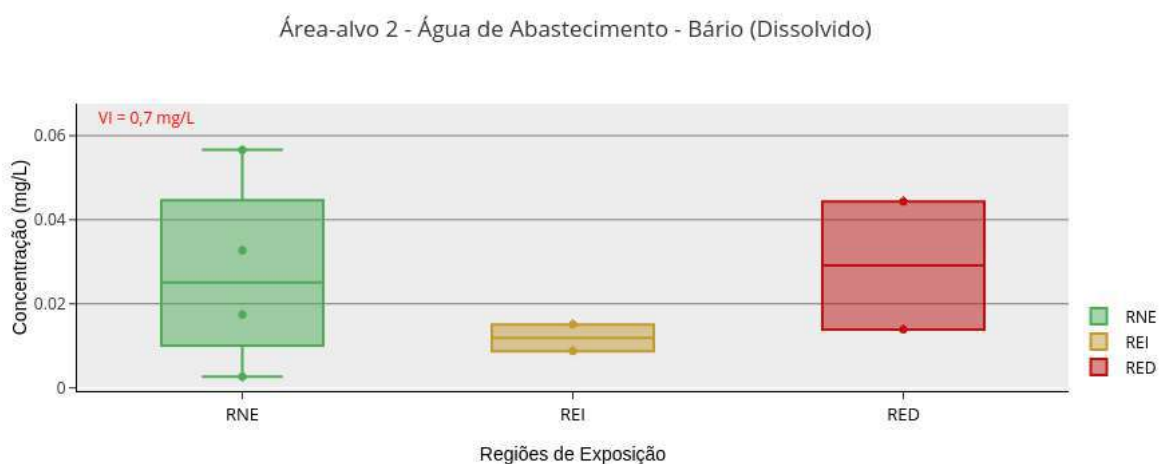 Área-alvo 2 - Água de Abastecimento - Bário (Dissolvido)
VI = 0,7 mg/L
0.06
0.04
0.02
0
Concentração (mg/L)
RNE
REI
RED
Regiões de Exposição
RNE
REI
RED